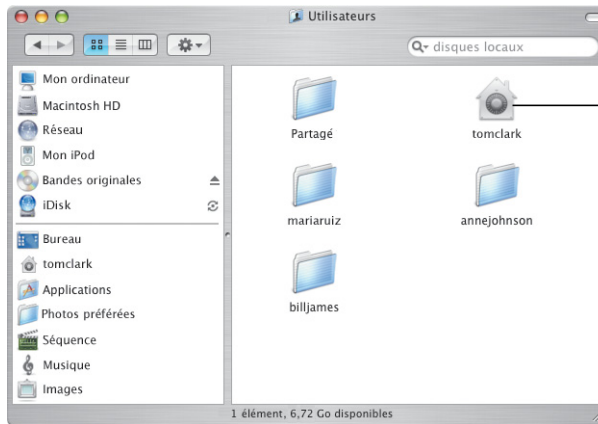 Utilisateurs
disques locaux
Mon ordinateur
Macintosh HD
Réseau
Mon iPod
Bandes originales
iDisk
Bureau
tomclark
Applications
Photos préférées
Séquence
Musique
Images
Partagé
tomclark
mariaruiz
annejohnson
billjames
1 élément, 6,72 Go disponibles